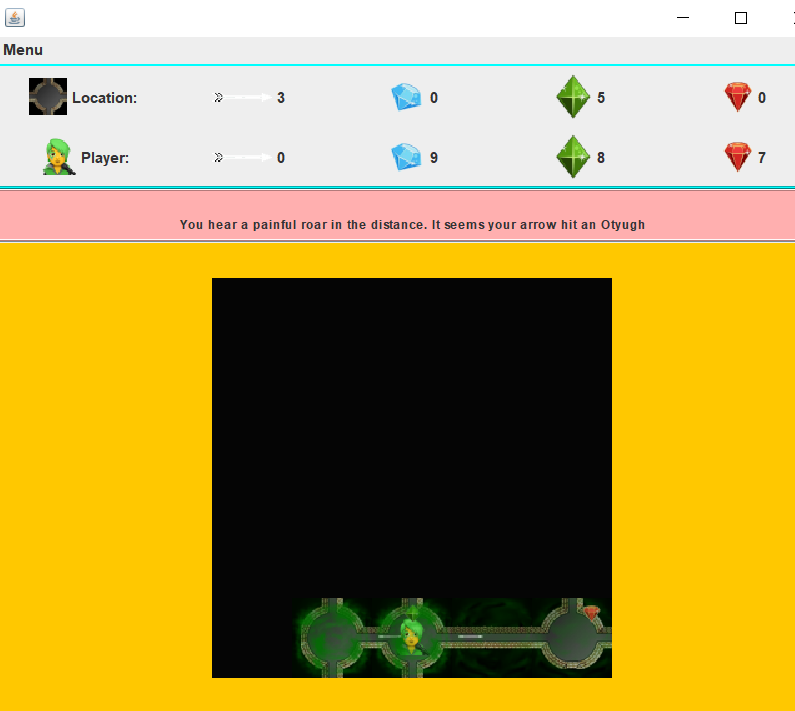 Menu
Location: 3 0 5 0
Player: 0 9 8 7
You hear a painful roar in the distance. It seems your arrow hit an Otyugh